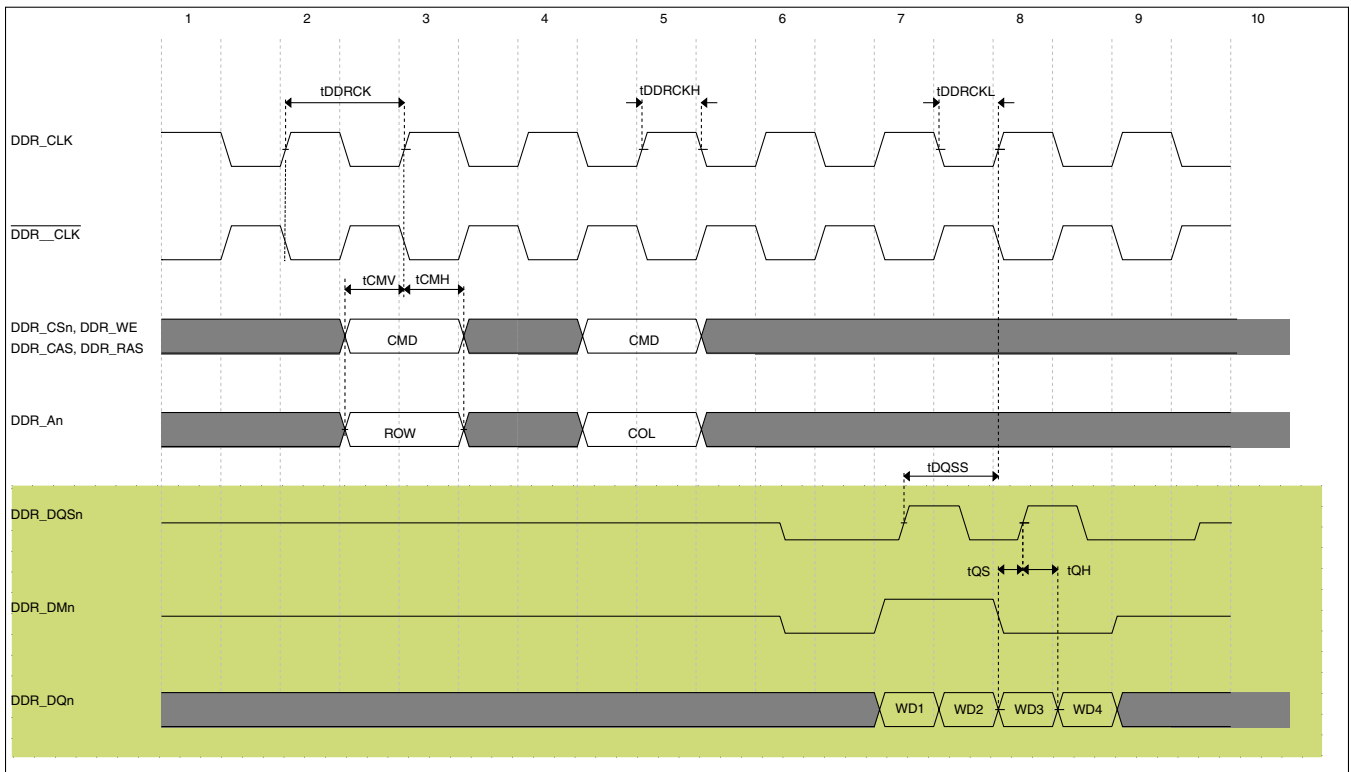 1 2 3 4 5 6 7 8 9 10
tDDRCK tDDRCKH tDDRCKL
DDR_CLK
DDR__CLK
tCMV tCMH
DDR_CSn, DDR_WE
DDR_CAS, DDR_RAS
CMD CMD
DDR_An
ROW COL
tDQSS
DDR_DQSn
tQS tQH
DDR_DMn
DDR_DQn
WD1 WD2 WD3 WD4